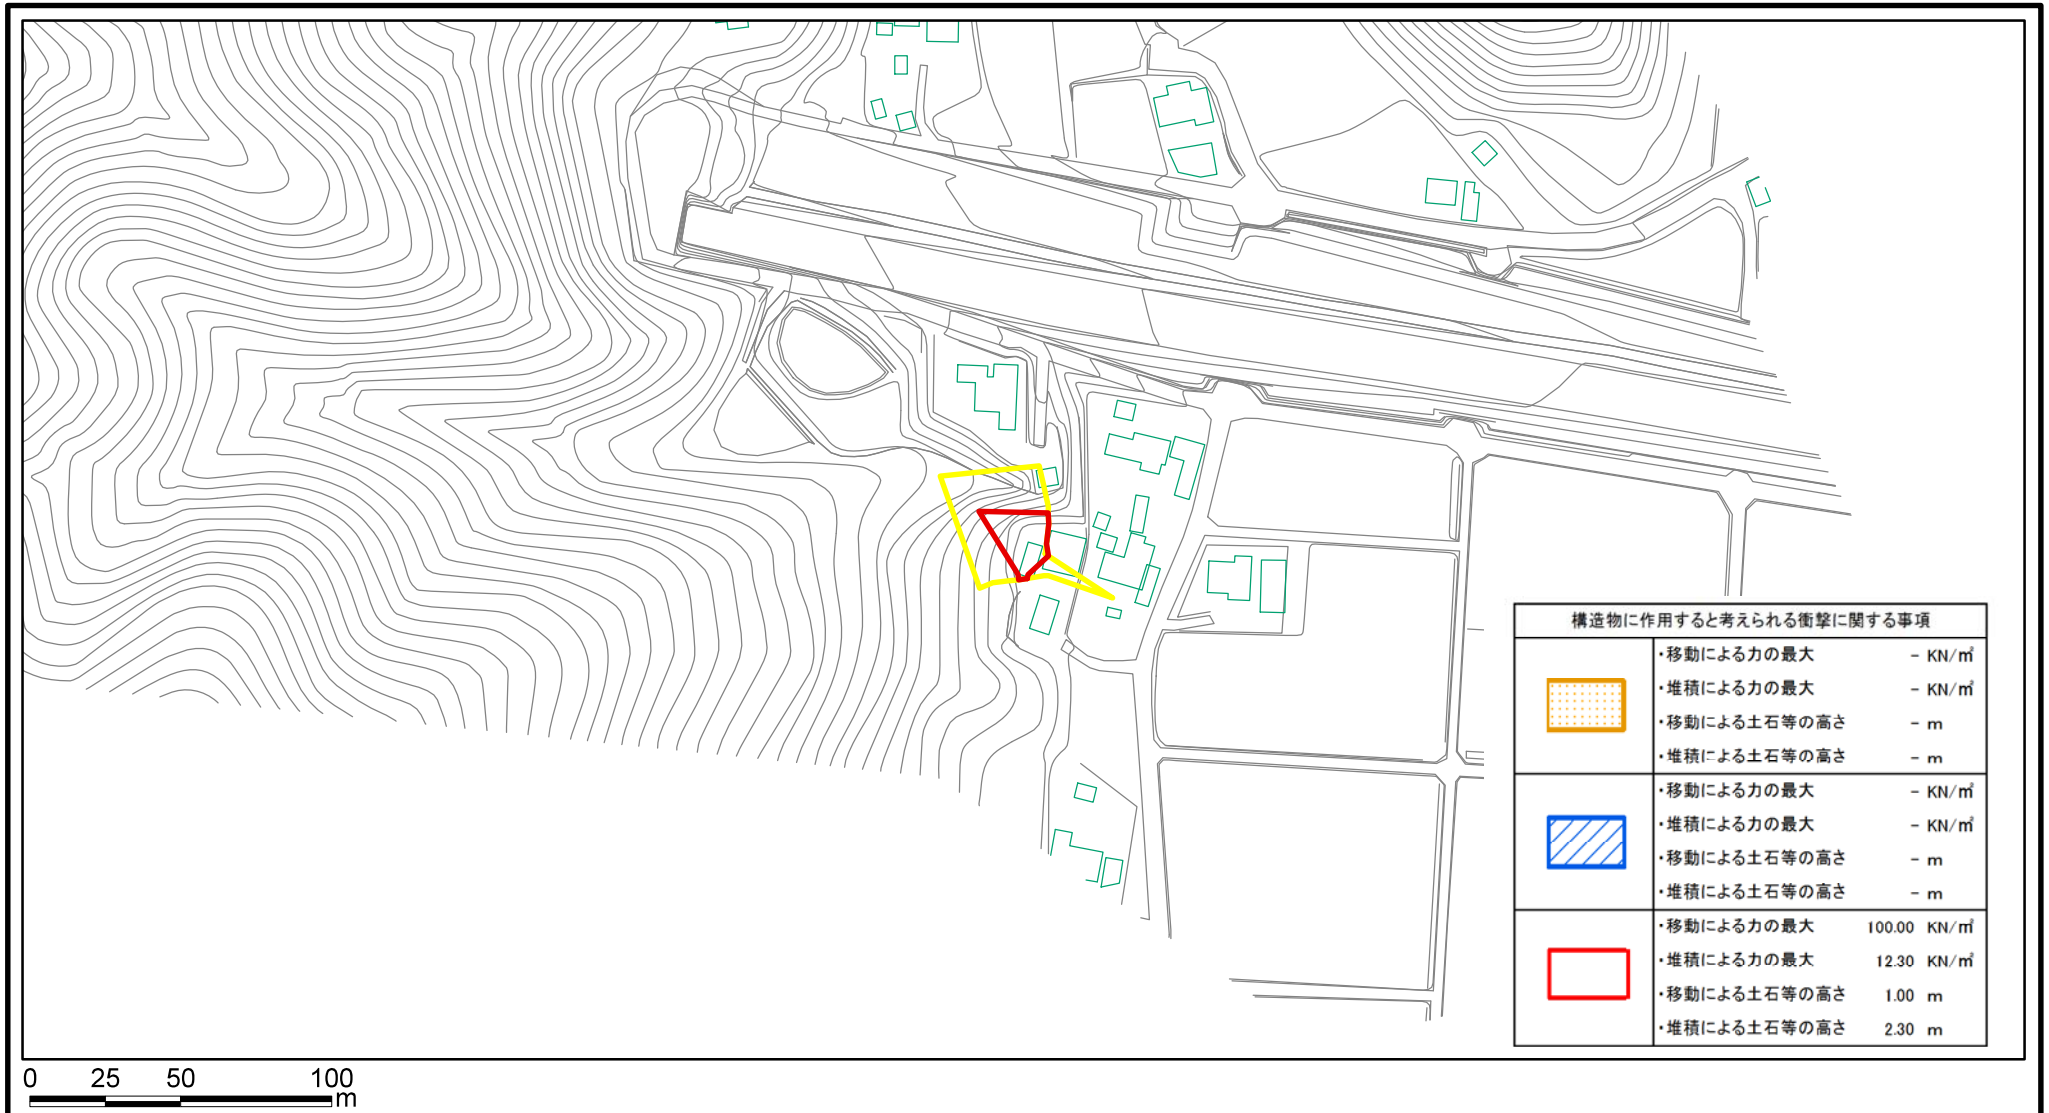 構造物に作用すると考えられる衝撃に関する事項
・移動による力の最大 - KN/㎡
・堆積による力の最大 - KN/㎡
・移動による土石等の高さ - m
・堆積による土石等の高さ - m
・移動による力の最大 - KN/㎡
・堆積による力の最大 - KN/㎡
・移動による土石等の高さ - m
・堆積による土石等の高さ - m
・移動による力の最大 100.00 KN/㎡
・堆積による力の最大 12.30 KN/㎡
・移動による土石等の高さ 1.00 m
・堆積による土石等の高さ 2.30 m
0 25 50 100
m